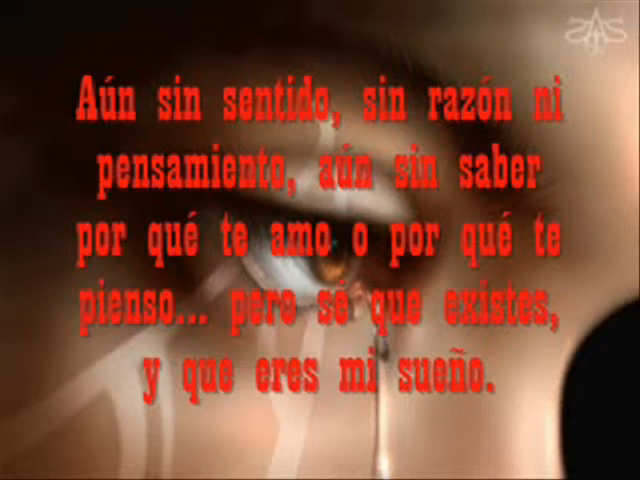 Aún sin sentido, sin razón ni
pensamiento, aún sin saber
por qué te amo o por qué te
pienso... pero sé que existes,
y que eres mi sueño.